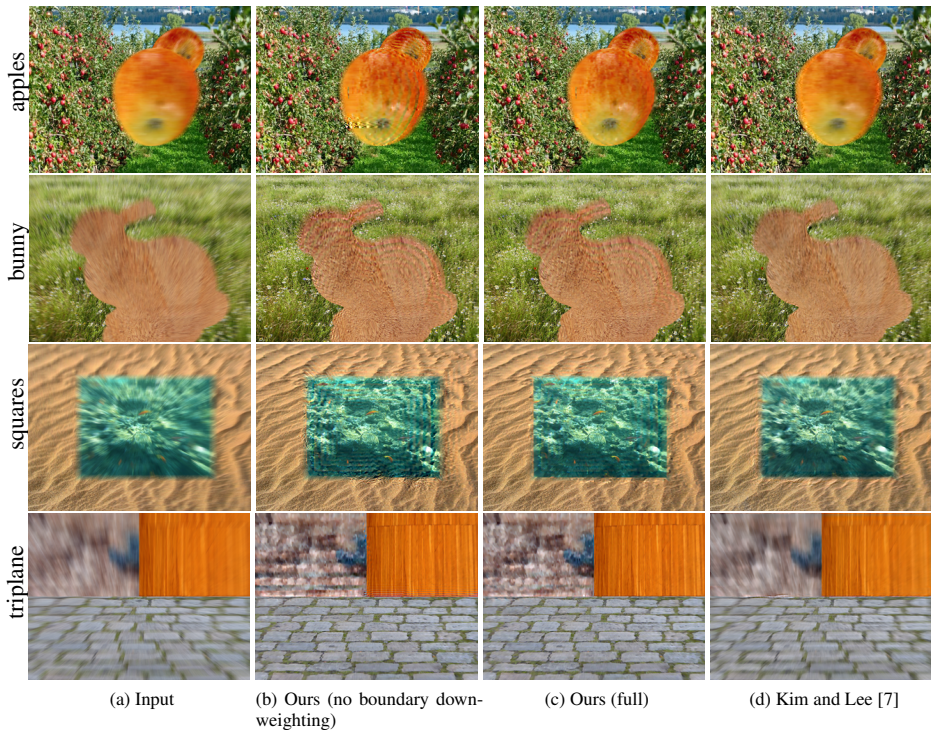 apples
bunny
squares
triplane
(a) Input
(b) Ours (no boundary down-
weighting)
(c) Ours (full)
(d) Kim and Lee [7]